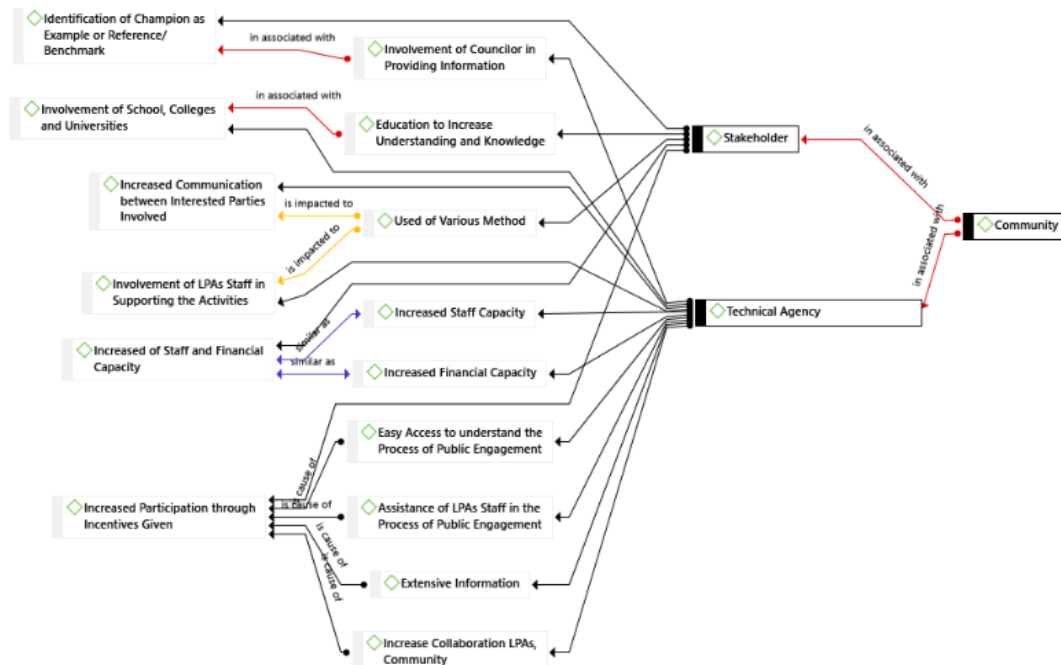 Identification of Champion as
Example or Reference/
Benchmark
in associated with
Involvement of Councilor in
Providing Information
Involvement of School, Colleges
and Universities
in associated with
Education to Increase
Understanding and Knowledge
Stakeholder
in associated with
Increased Communication
between Interested Parties
Involved
is impacted to
Used of Various Method
is impacted to
in associated with
Community
Involvement of LPAs Staff in
Supporting the Activities
Increased Staff Capacity
Technical Agency
Increased of Staff and Financial
Capacity
similar as
similar as
Increased Financial Capacity
Easy Access to understand the
Process of Public Engagement
is cause of
Increased Participation through
Incentives Given
is cause of
Assistance of LPAs Staff in the
Process of Public Engagement
is cause of
is cause of
Extensive Information
Increase Collaboration LPAs,
Community